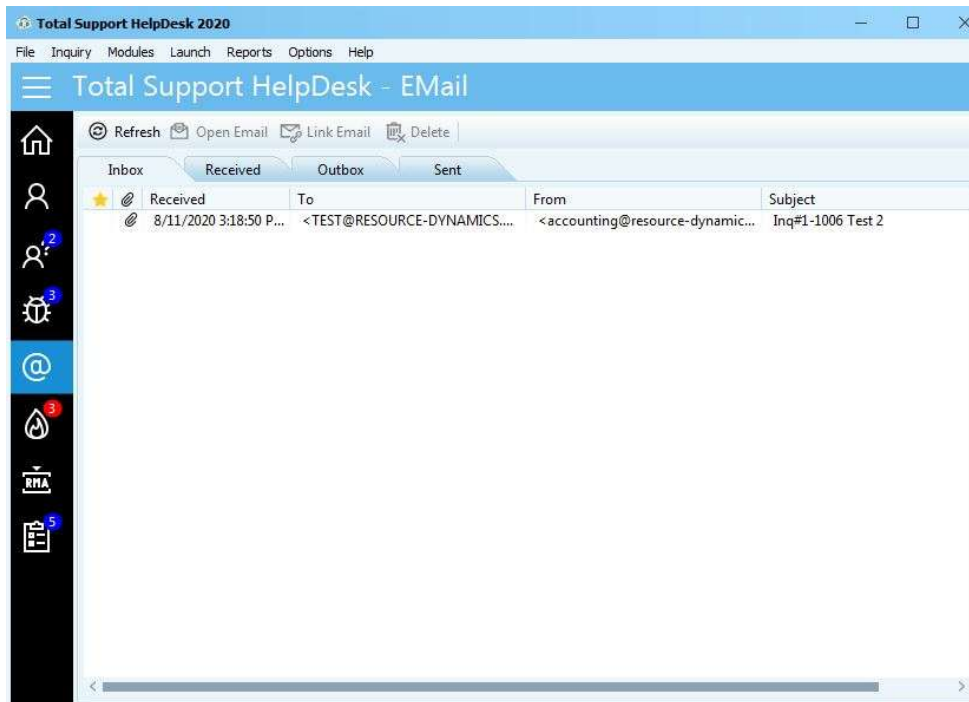 Total Support HelpDesk 2020
File Inquiry Modules Launch Reports Options Help
Total Support HelpDesk - EMail
Refresh Open Email Link Email Delete
Inbox Received Outbox Sent
Received To From Subject
8/11/2020 3:18:50 P... <TEST@RESOURCE-DYNAMICS.... <accounting@resource-dynamic... Inq#1-1006 Test 2
2
3
@
3
RMA
5